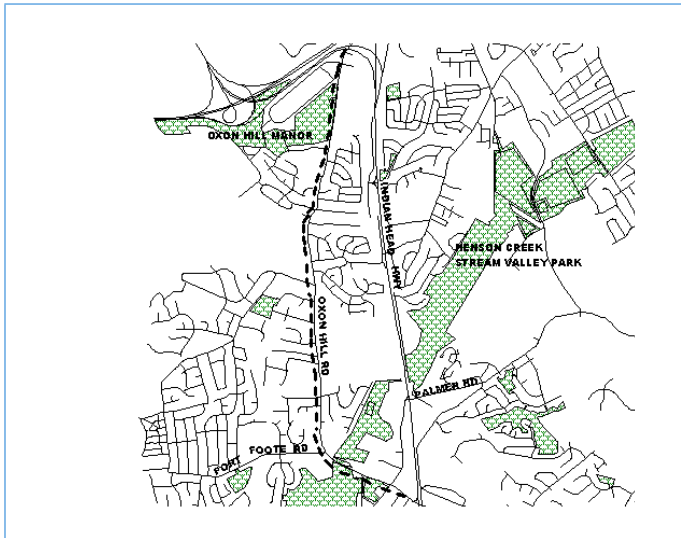 OXON HILL MANOR
INDIAN HEAD HWY
HENSON CREEK
STREAM VALLEY PARK
OXON HILL RD
PALMER RD
FORT FOOTE RD